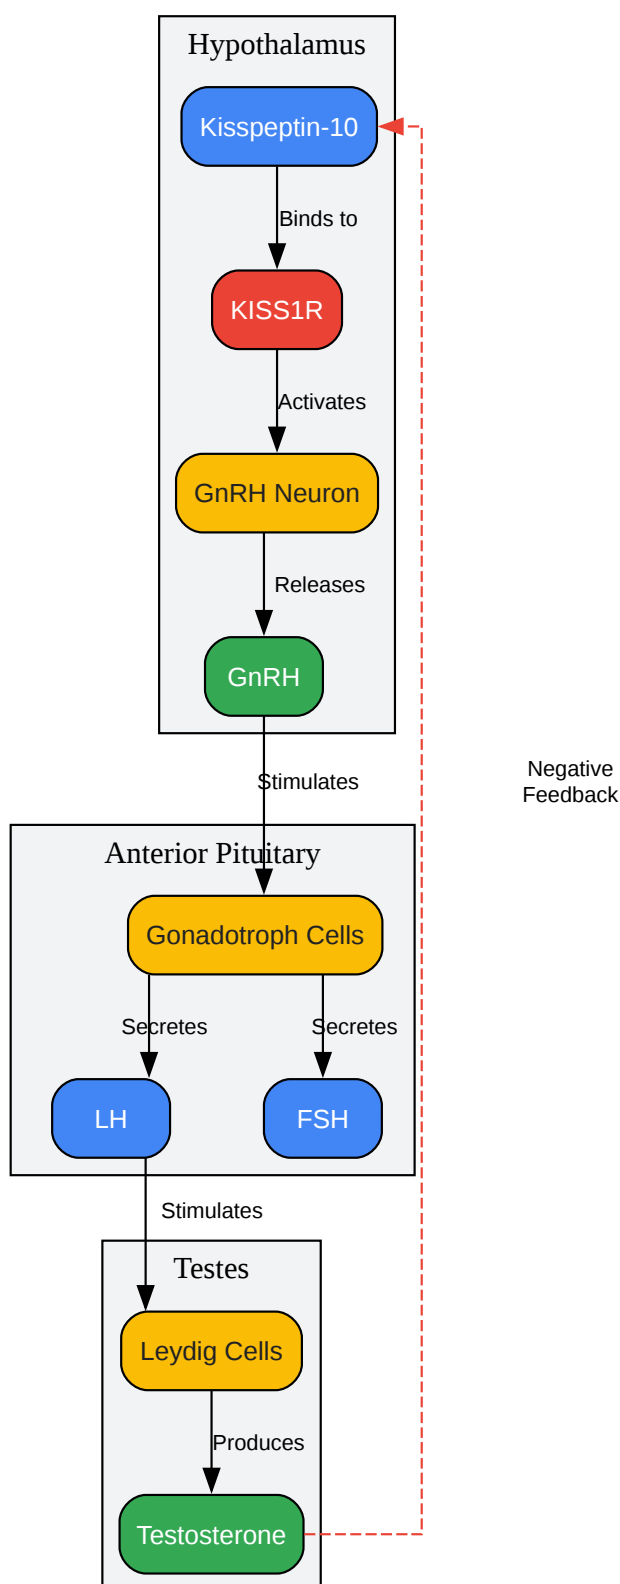 Hypothalamus
Kisspeptin-10
Binds to
KISS1R
Activates
GnRH Neuron
Releases
GnRH
Stimulates
Negative
Feedback
Anterior Pituitary
Gonadotroph Cells
Secretes
Secretes
LH
FSH
Stimulates
Testes
Leydig Cells
Produces
Testosterone